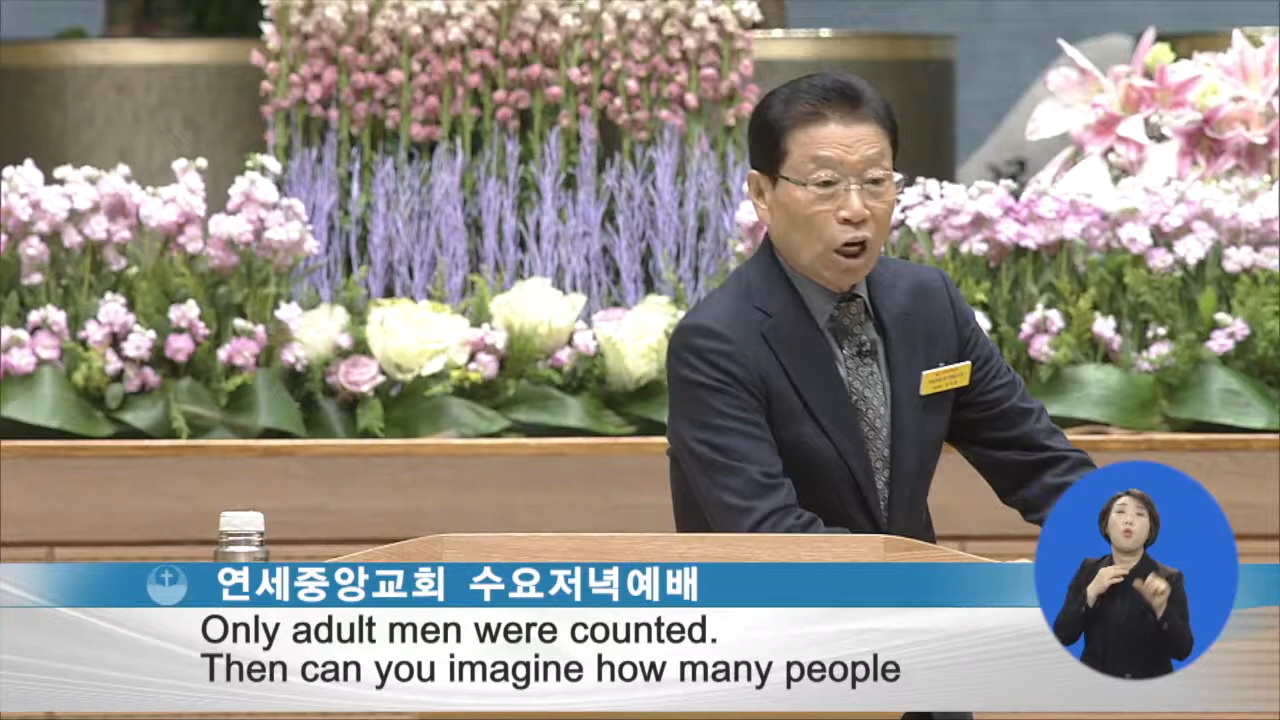 연세중앙교회 수요저녁예배
Only adult men were counted.
Then can you imagine how many people